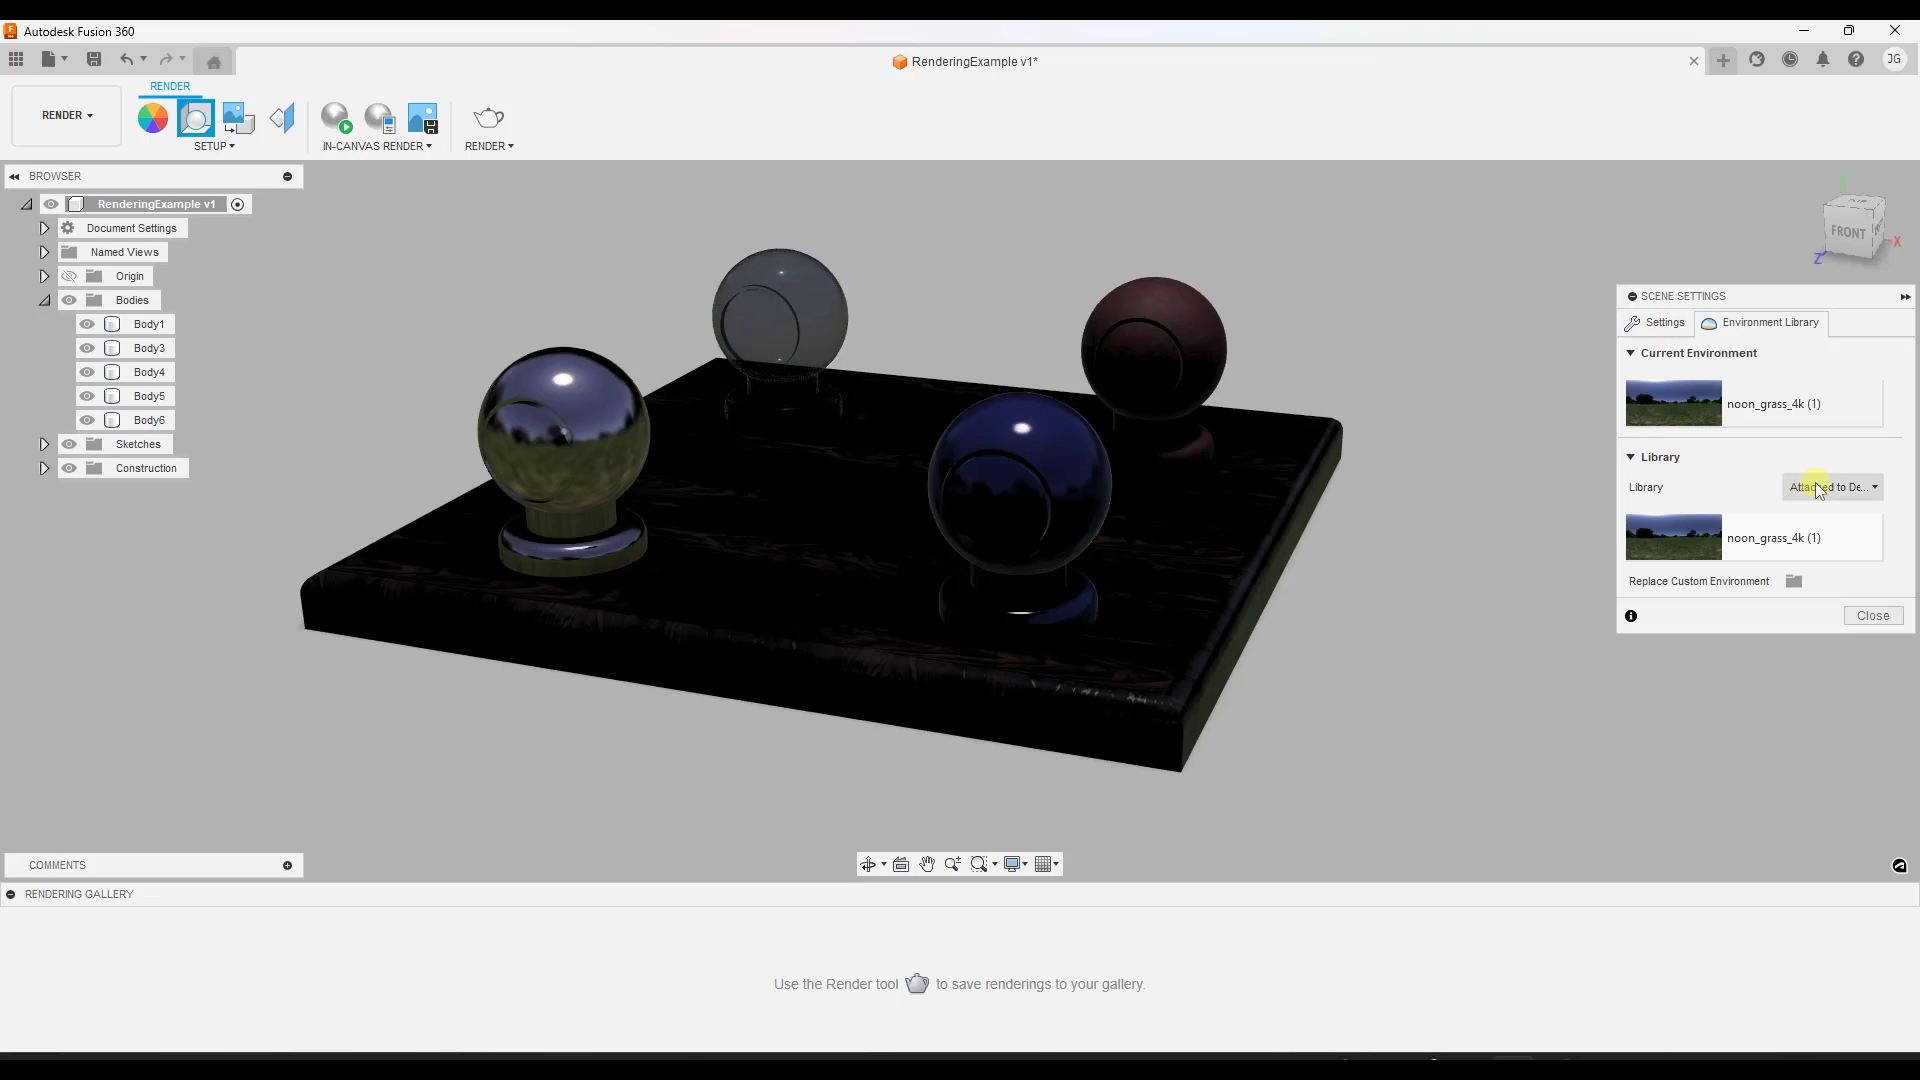 Autodesk Fusion 360
RenderingExample v1*
JG
RENDER
RENDER
SETUP
IN-CANVAS RENDER
RENDER
BROWSER
RenderingExample v1
Document Settings
Named Views
Origin
Bodies
Body1
Body3
Body4
Body5
Body6
Sketches
Construction
FRONT
X
Z
SCENE SETTINGS
Settings
Environment Library
Current Environment
noon_grass_4k (1)
Library
Library
Attached to De...
noon_grass_4k (1)
Replace Custom Environment
Close
COMMENTS
RENDERING GALLERY
Use the Render tool to save renderings to your gallery.